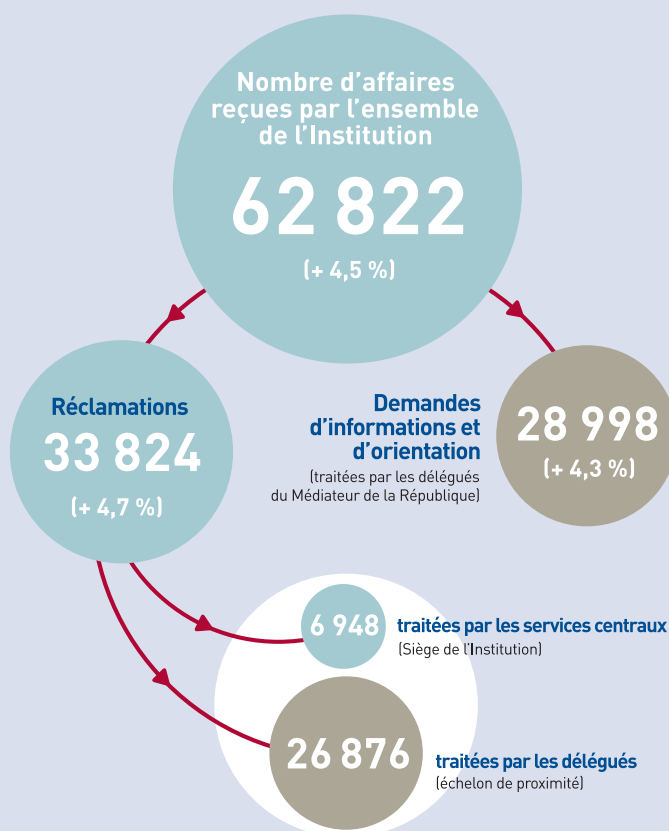 Nombre d’affaires
reçues par l’ensemble
de l’Institution
62 822
(+ 4,5 %)
Réclamations
33 824
(+ 4,7 %)
Demandes
d’informations et
d’orientation
(traitées par les délégués
du Médiateur de la République)
28 998
(+ 4,3 %)
6 948
traitées par les services centraux
(Siège de l’Institution)
26 876
traitées par les délégués
(échelon de proximité)